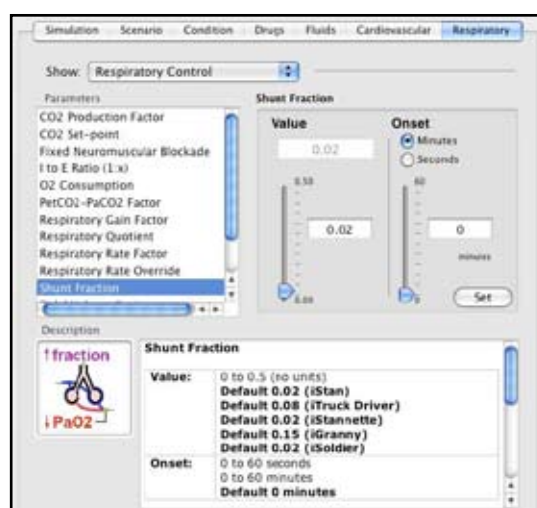 Simulation Scenario Condition Drugs Fluids Cardiovascular Respiratory
Show: Respiratory Control
Parameters
CO2 Production Factor
CO2 Set-point
Fixed Neuromuscular Blockade
I to E Ratio (1:x)
O2 Consumption
PetCO2-PaCO2 Factor
Respiratory Gain Factor
Respiratory Quotient
Respiratory Rate Factor
Respiratory Rate Override
Shunt Fraction
Shunt Fraction
Value
0.02
0.50
0.02
0.00
Onset
Minutes
Seconds
60
0
minutes
0
Set
Description
↑fraction
↓PaO2
Shunt Fraction
Value: 0 to 0.5 (no units)
Default 0.02 (iStan)
Default 0.08 (iTruck Driver)
Default 0.02 (iStannette)
Default 0.15 (iGranny)
Default 0.02 (iSoldier)
Onset: 0 to 60 seconds
0 to 60 minutes
Default 0 minutes